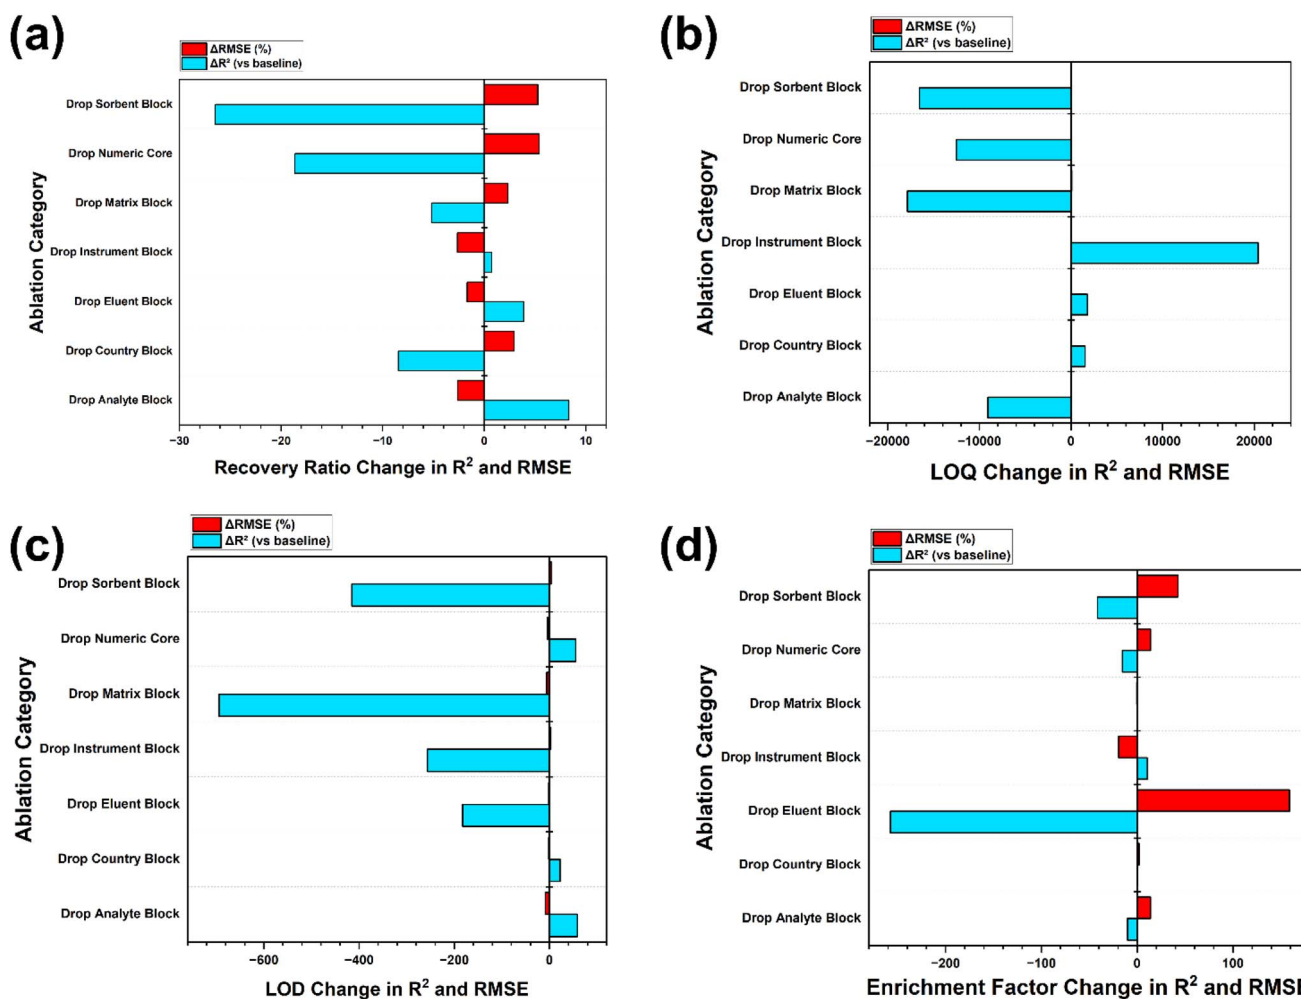 (a)
ΔRMSE (%)
ΔR² (vs baseline)
Ablation Category
Drop Sorbent Block
Drop Numeric Core
Drop Matrix Block
Drop Instrument Block
Drop Eluent Block
Drop Country Block
Drop Analyte Block
−30 −20 −10 0 10
Recovery Ratio Change in R² and RMSE
(b)
ΔRMSE (%)
ΔR² (vs baseline)
Ablation Category
Drop Sorbent Block
Drop Numeric Core
Drop Matrix Block
Drop Instrument Block
Drop Eluent Block
Drop Country Block
Drop Analyte Block
−20000 −10000 0 10000 20000
LOQ Change in R² and RMSE
(c)
ΔRMSE (%)
ΔR² (vs baseline)
Ablation Category
Drop Sorbent Block
Drop Numeric Core
Drop Matrix Block
Drop Instrument Block
Drop Eluent Block
Drop Country Block
Drop Analyte Block
−600 −400 −200 0
LOD Change in R² and RMSE
(d)
ΔRMSE (%)
ΔR² (vs baseline)
Ablation Category
Drop Sorbent Block
Drop Numeric Core
Drop Matrix Block
Drop Instrument Block
Drop Eluent Block
Drop Country Block
Drop Analyte Block
−200 −100 0 100
Enrichment Factor Change in R² and RMSE